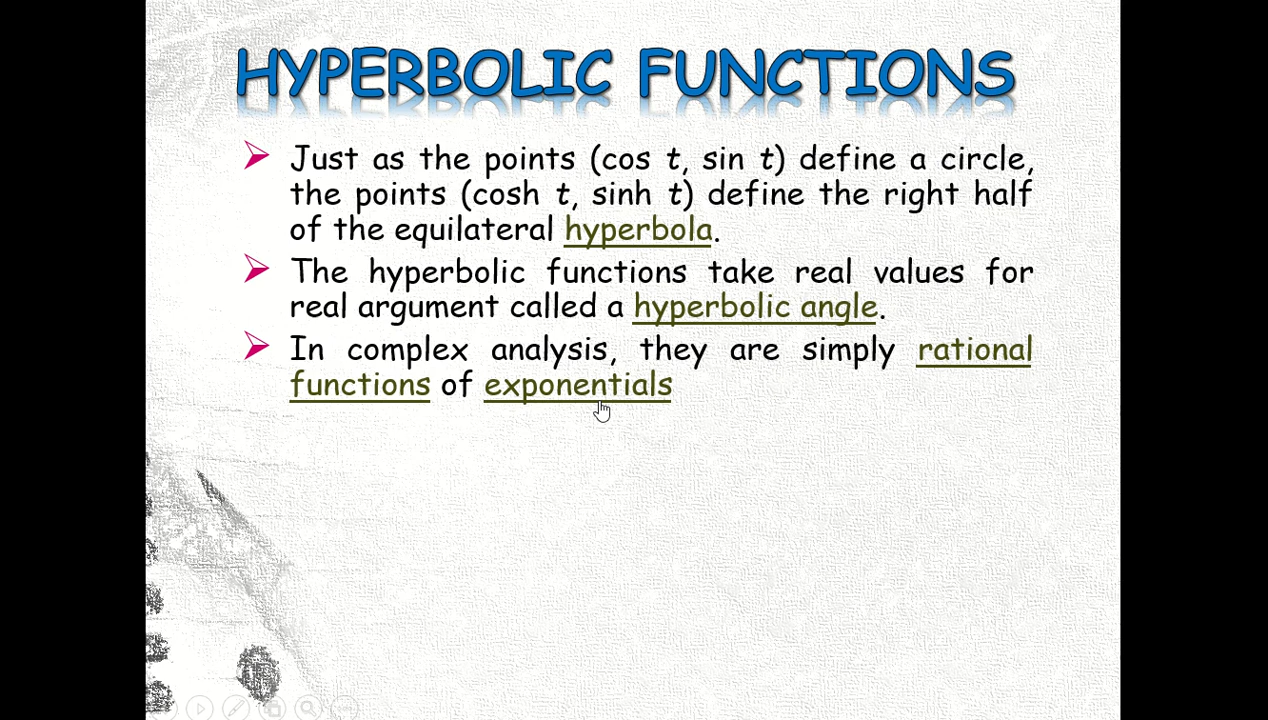 HYPERBOLIC FUNCTIONS
Just as the points (cos t, sin t) define a circle,
the points (cosh t, sinh t) define the right half
of the equilateral hyperbola.
The hyperbolic functions take real values for
real argument called a hyperbolic angle.
In complex analysis, they are simply rational
functions of exponentials